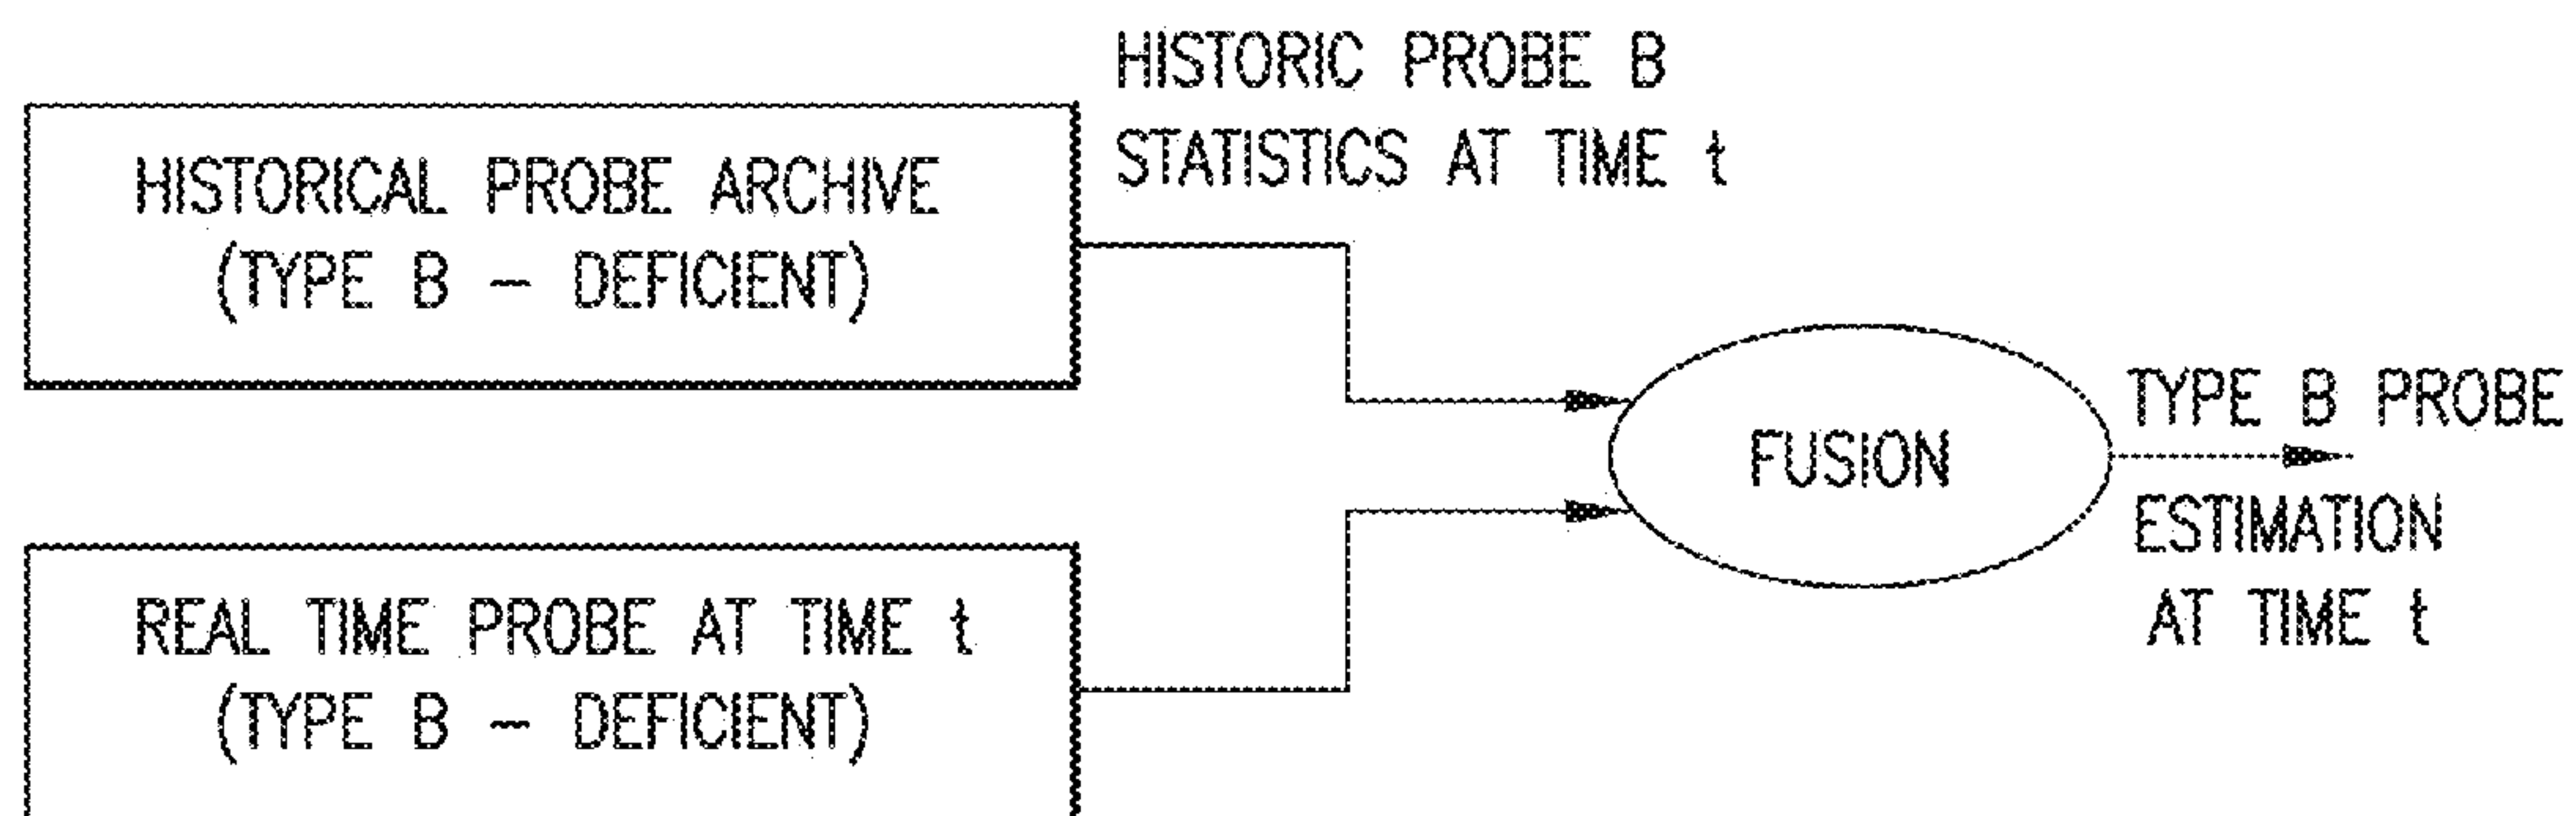 HISTORIC PROBE B
STATISTICS AT TIME t
HISTORICAL PROBE ARCHIVE
(TYPE B – DEFICIENT)
FUSION
TYPE B PROBE
ESTIMATION
AT TIME t
REAL TIME PROBE AT TIME t
(TYPE B – DEFICIENT)